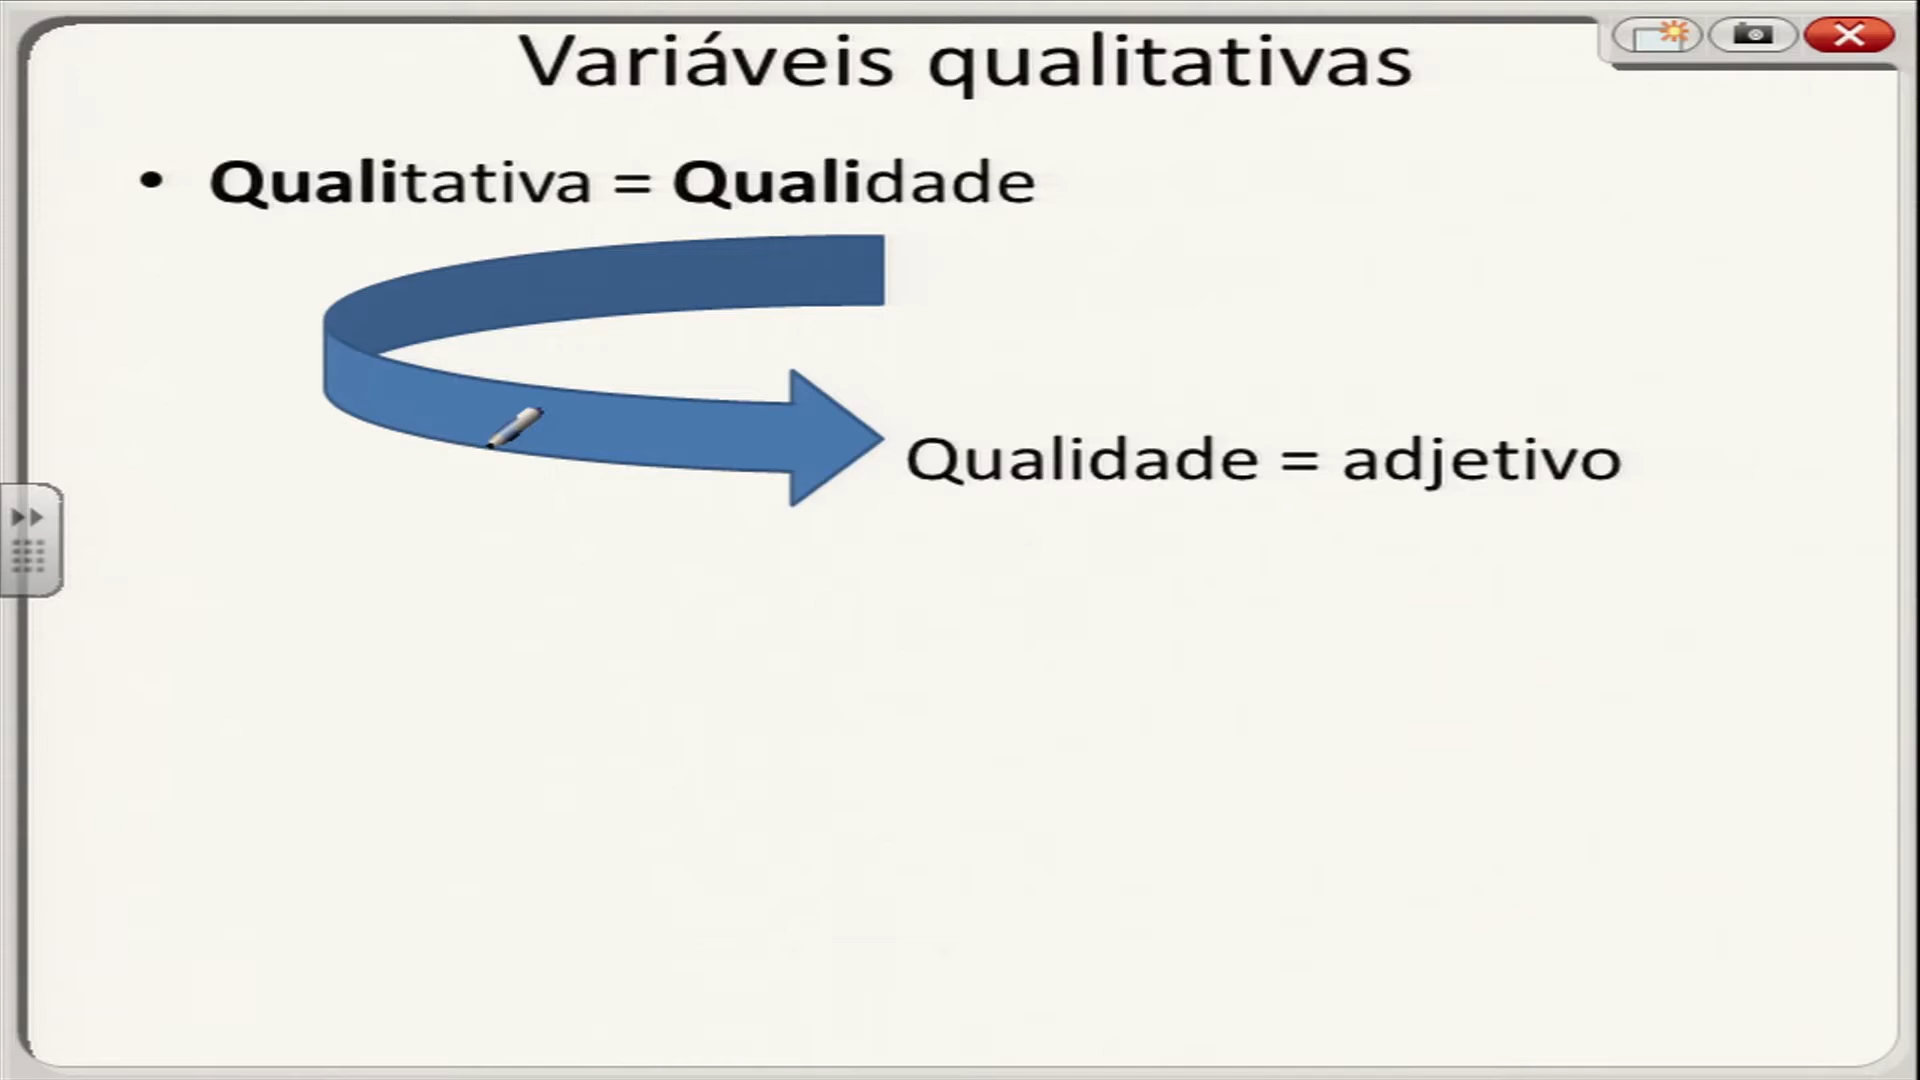 Variáveis qualitativas
• Qualitativa = Qualidade
Qualidade = adjetivo